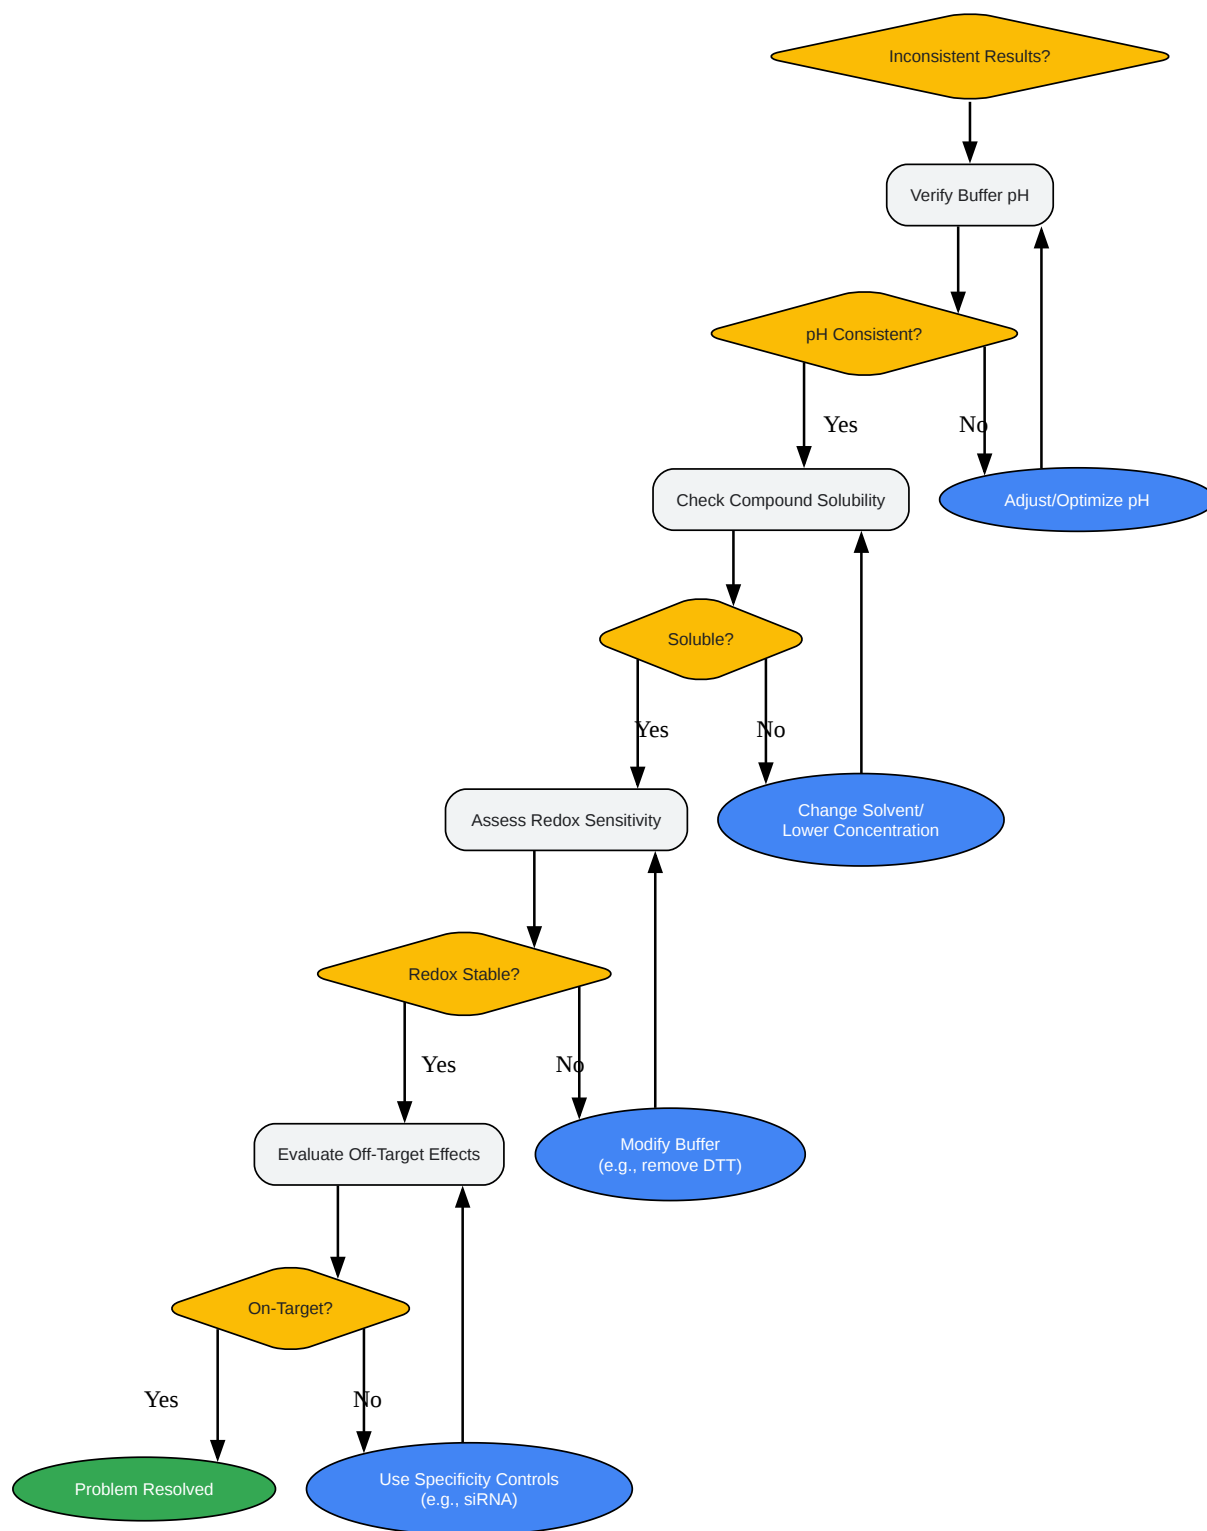 Inconsistent Results?
Verify Buffer pH
pH Consistent?
Yes
No
Check Compound Solubility
Adjust/Optimize pH
Soluble?
Yes
No
Change Solvent/
Lower Concentration
Assess Redox Sensitivity
Redox Stable?
Yes
No
Evaluate Off-Target Effects
Modify Buffer
(e.g., remove DTT)
On-Target?
Yes
No
Problem Resolved
Use Specificity Controls
(e.g., siRNA)